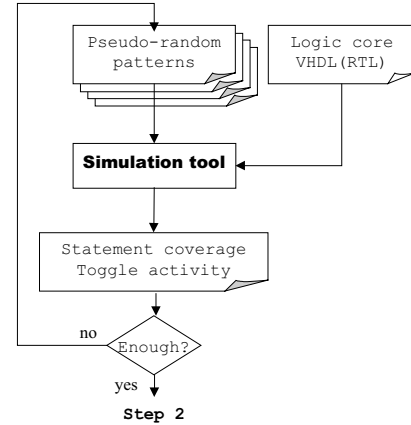 Pseudo-random
patterns
Logic core
VHDL(RTL)
Simulation tool
Statement coverage
Toggle activity
no
Enough?
yes
Step 2